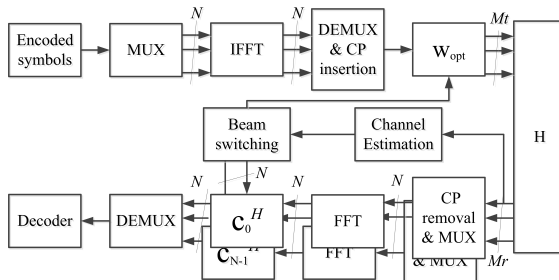 Encoded
symbols
MUX
N
IFFT
N
DEMUX
& CP
insertion
w_opt
Mt
H
Beam
switching
Channel
Estimation
N
Decoder
DEMUX
N
c_0^H
c_N-1^H
N
FFT
FFT
N
CP
removal
& MUX
& MUX
Mr